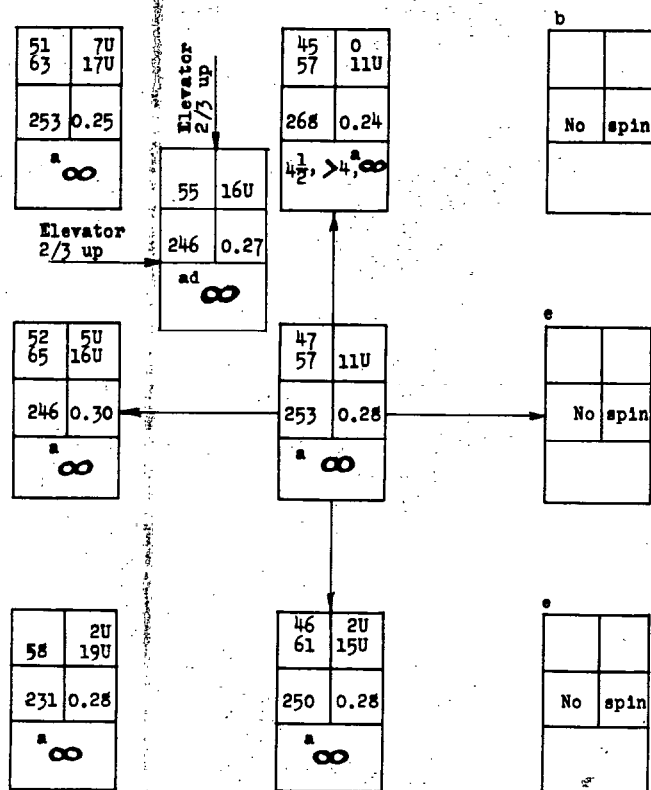 b
51 7U
63 17U
253 0.25
a
∞
Elevator
2/3 up
45 0
57 11U
268 0.24
4½, >4, a ∞
No spin
55 16U
246 0.27
ad
∞
Elevator
2/3 up
52 5U
65 16U
246 0.30
a
∞
47
57 11U
253 0.28
a
∞
e
No spin
2U
58 19U
231 0.28
a
∞
46 2U
61 15U
250 0.28
a
∞
e
No spin